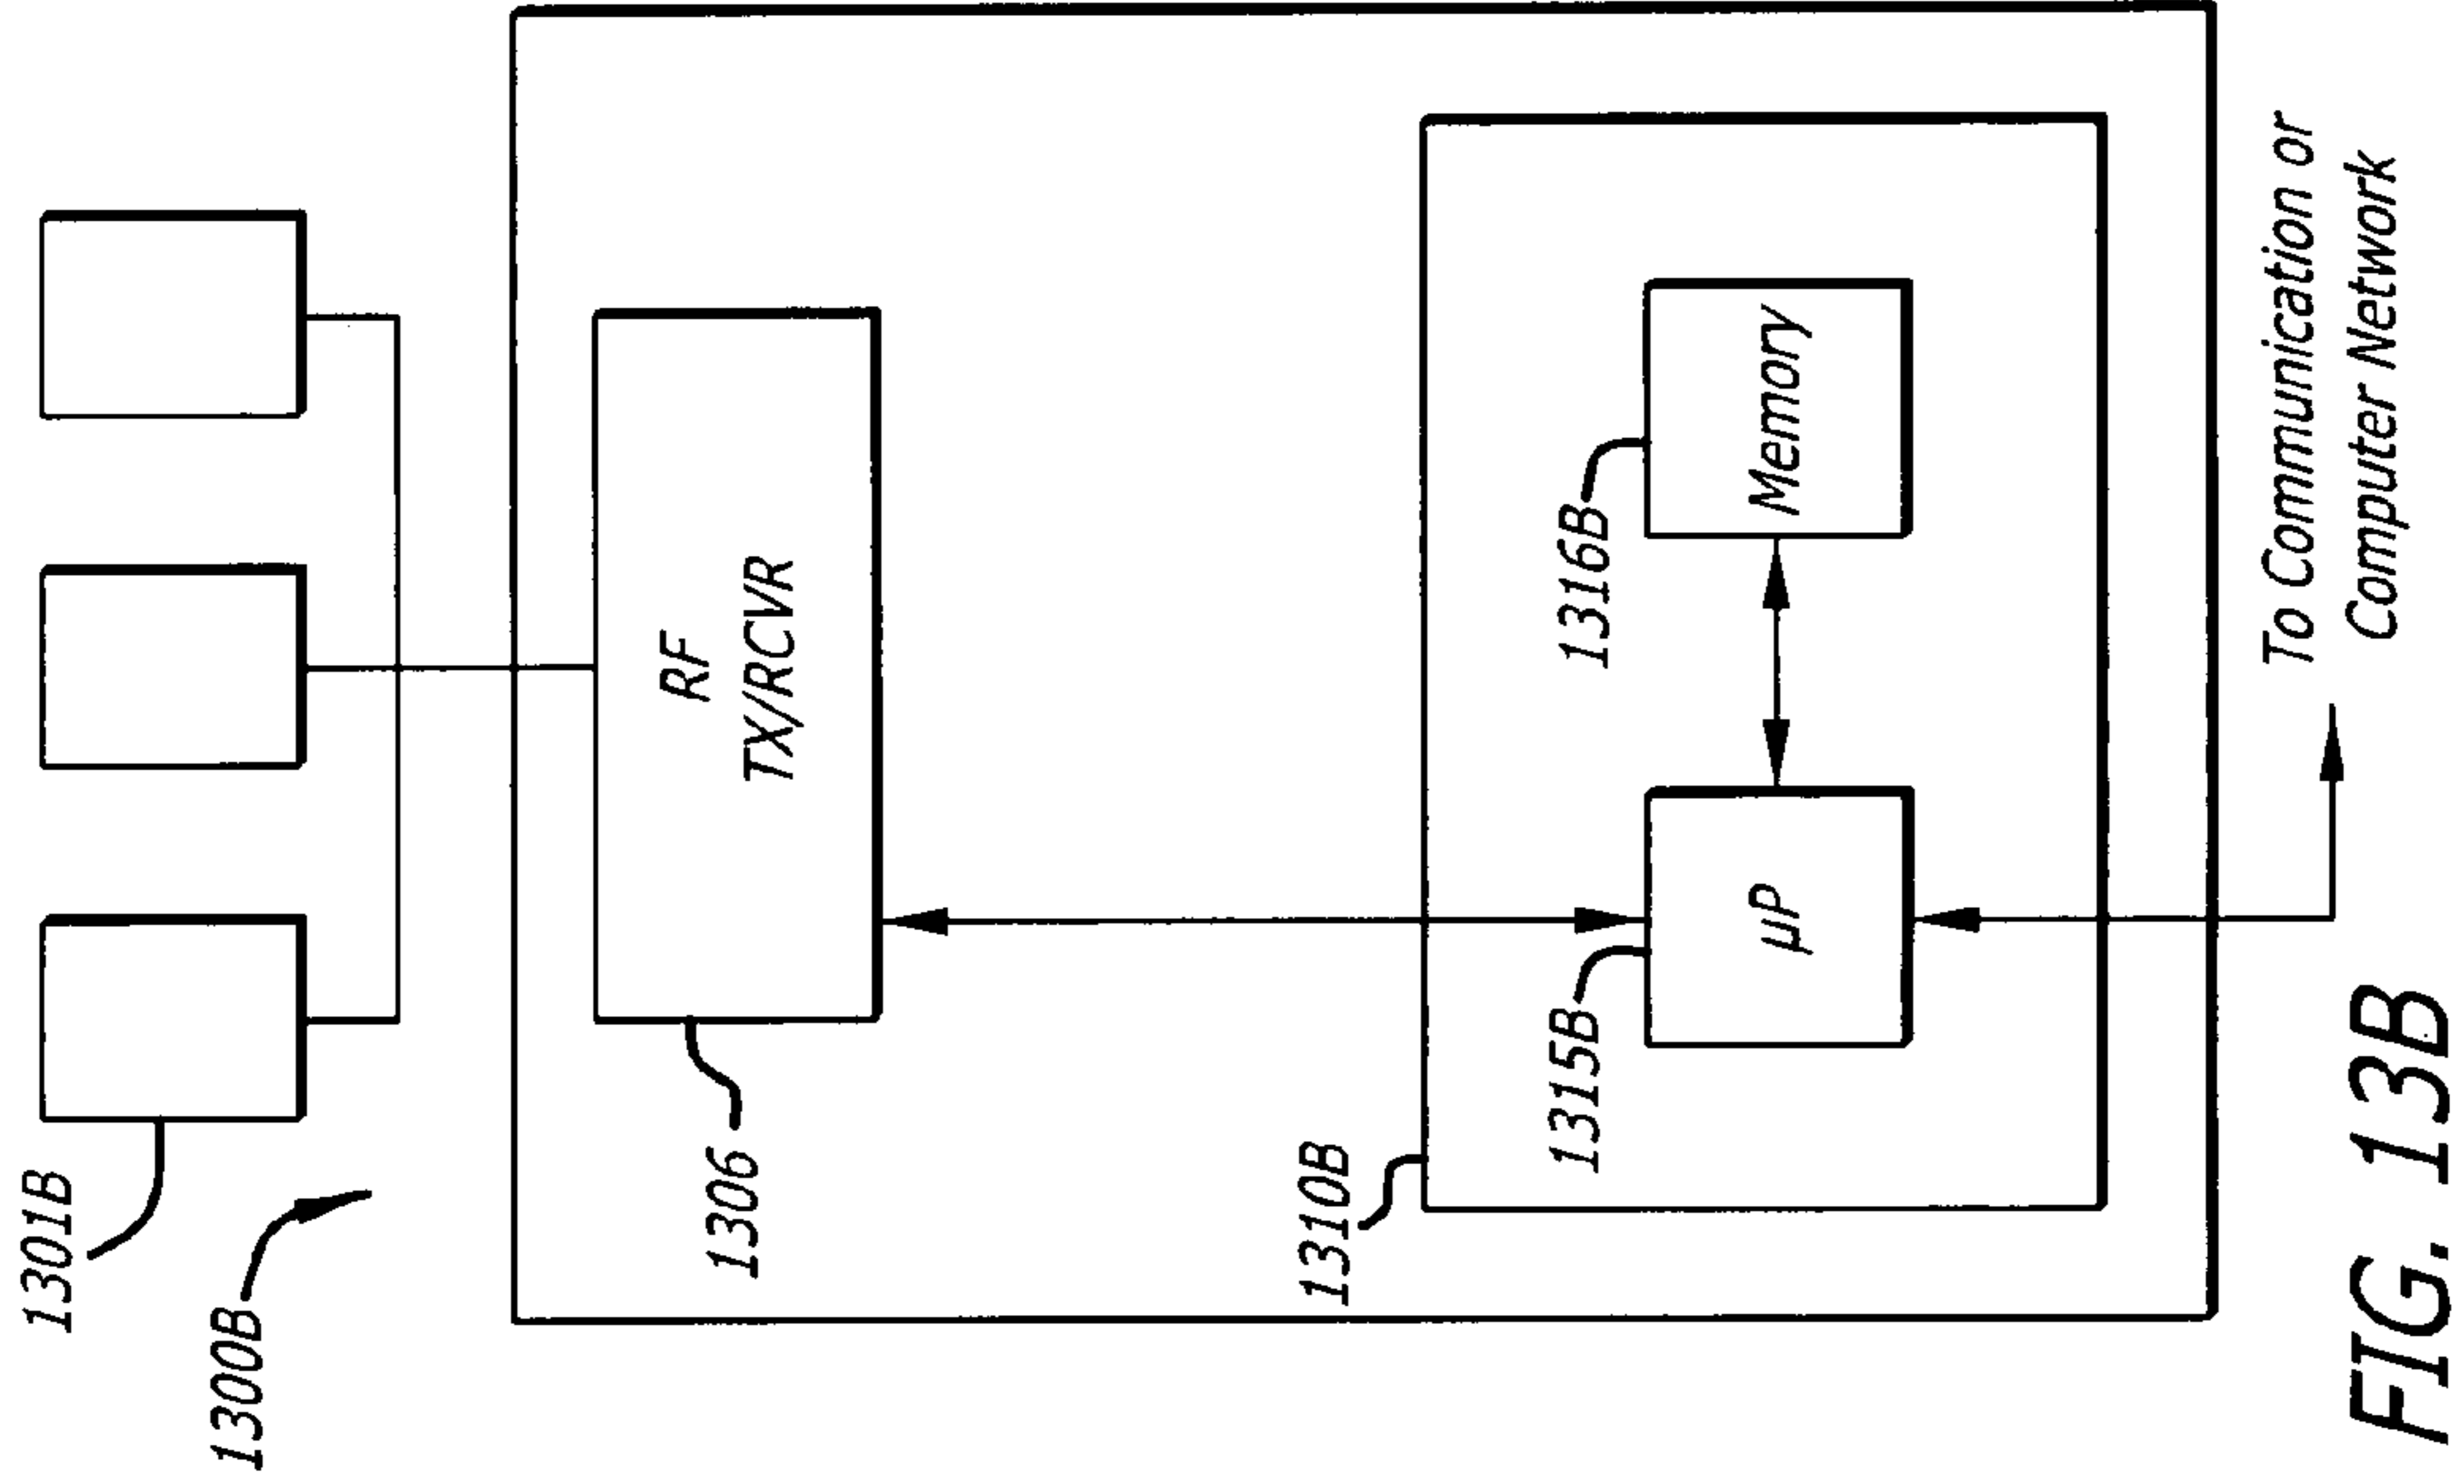 1301B
1300B
RF
TX/RCVR
1306
1310B
1316B
Memory
1315B
µP
To Communication or
Computer Network
FIG. 13B